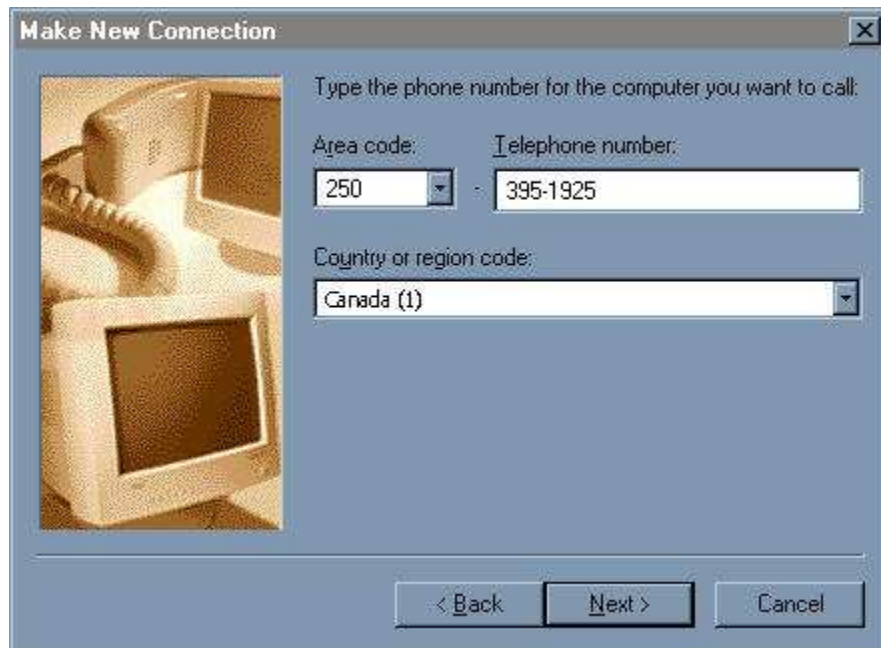 Make New Connection
Type the phone number for the computer you want to call:
Area code: Telephone number:
250 - 395-1925
Country or region code:
Canada (1)
< Back Next > Cancel